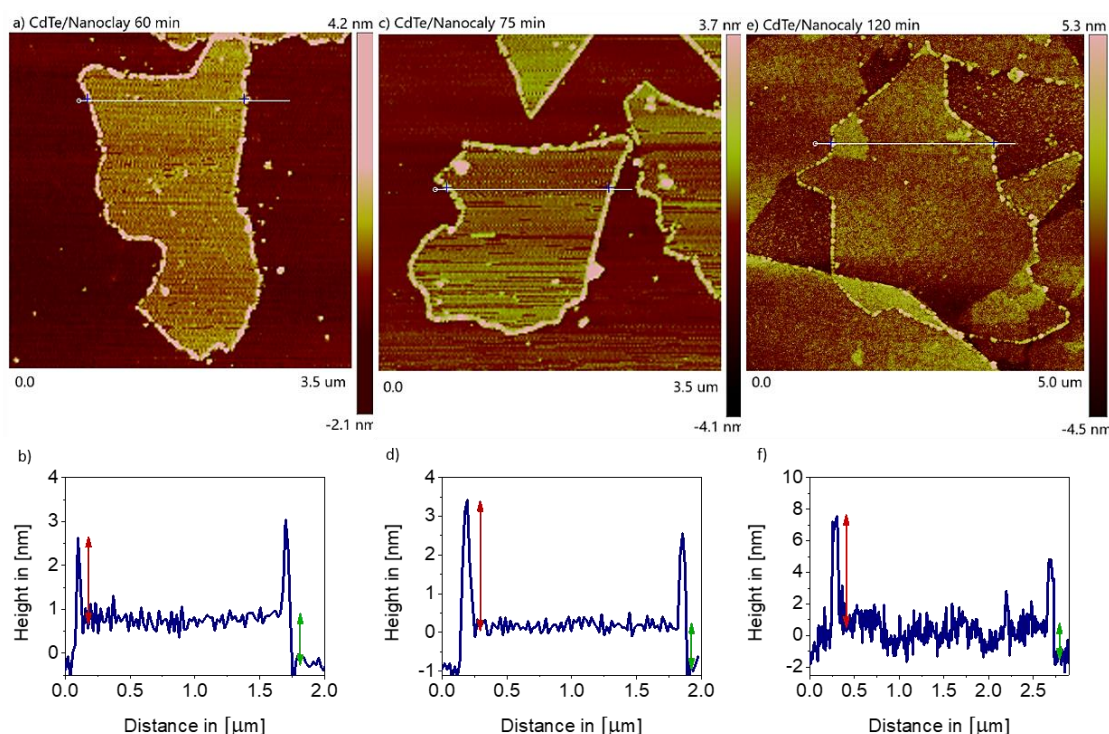 a) CdTe/Nanoclay 60 min
4.2 nm
0.0
3.5 um
-2.1 nm
c) CdTe/Nanocaly 75 min
3.7 nm
0.0
3.5 um
-4.1 nm
e) CdTe/Nanocaly 120 min
5.3 nm
0.0
5.0 um
-4.5 nm
b)
4
3
2
1
0
Height in [nm]
0.0
0.5
1.0
1.5
2.0
Distance in [μm]
d)
4
3
2
1
0
-1
Height in [nm]
0.0
0.5
1.0
1.5
2.0
Distance in [μm]
f)
10
8
6
4
2
0
-2
Height in [nm]
0.0
0.5
1.0
1.5
2.0
2.5
Distance in [μm]